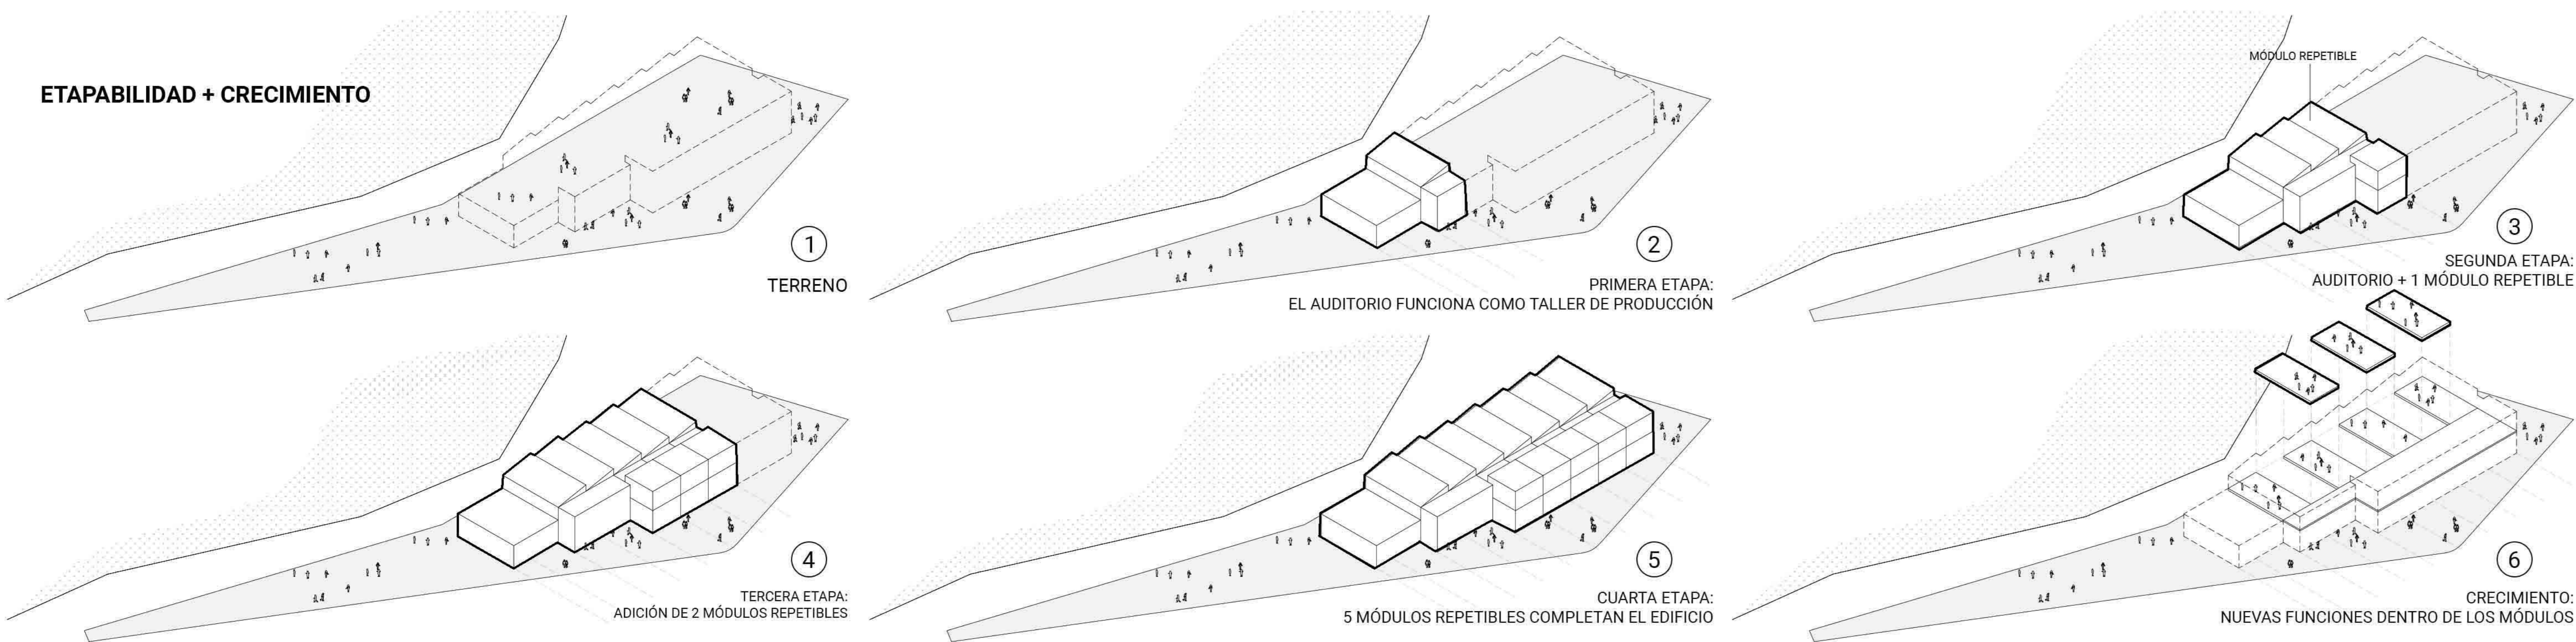 ETAPABILIDAD + CRECIMIENTO
1
TERRENO
2
PRIMERA ETAPA:
EL AUDITORIO FUNCIONA COMO TALLER DE PRODUCCIÓN
MÓDULO REPETIBLE
3
SEGUNDA ETAPA:
AUDITORIO + 1 MÓDULO REPETIBLE
4
TERCERA ETAPA:
ADICIÓN DE 2 MÓDULOS REPETIBLES
5
CUARTA ETAPA:
5 MÓDULOS REPETIBLES COMPLETAN EL EDIFICIO
6
CRECIMIENTO:
NUEVAS FUNCIONES DENTRO DE LOS MÓDULOS